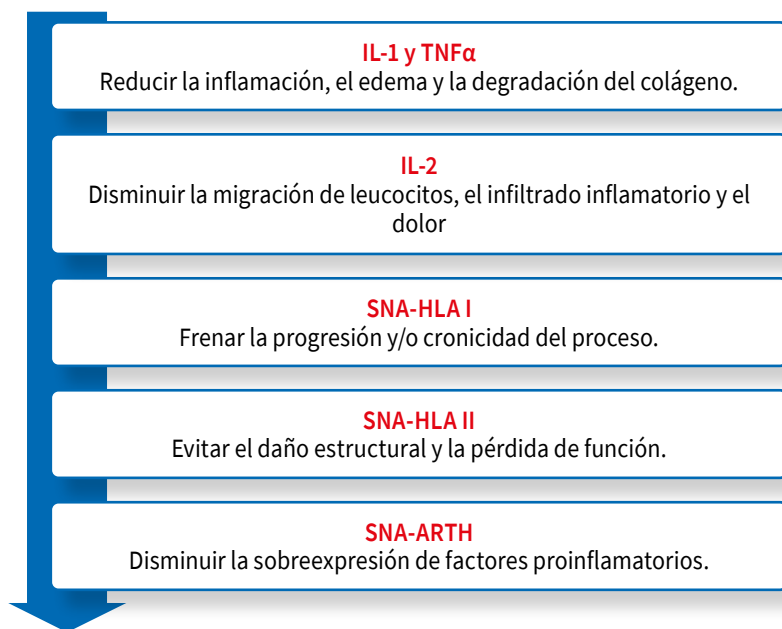 IL-1 y TNFα
Reducir la inflamación, el edema y la degradación del colágeno.
IL-2
Disminuir la migración de leucocitos, el infiltrado inflamatorio y el
dolor
SNA-HLA I
Frenar la progresión y/o cronicidad del proceso.
SNA-HLA II
Evitar el daño estructural y la pérdida de función.
SNA-ARTH
Disminuir la sobreexpresión de factores proinflamatorios.